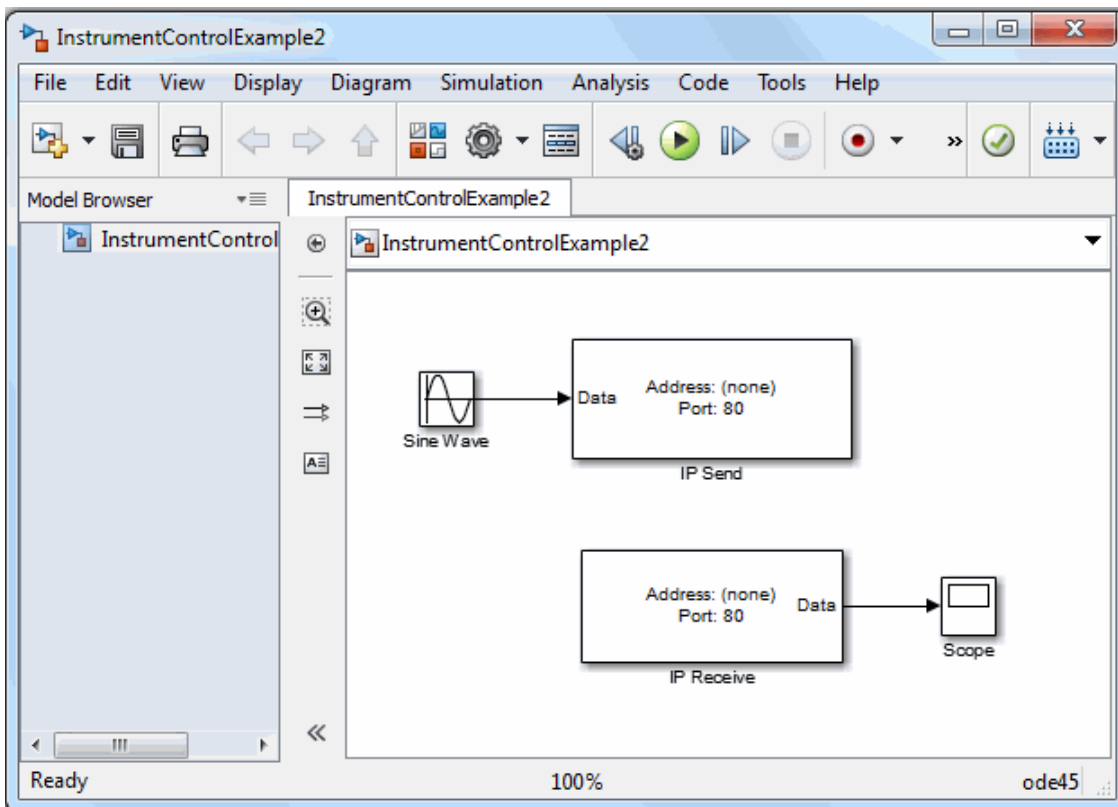 InstrumentControlExample2
File Edit View Display Diagram Simulation Analysis Code Tools Help
Model Browser
InstrumentControlExample2
InstrumentControl
InstrumentControlExample2
Sine Wave
Data
Address: (none)
Port: 80
IP Send
Address: (none)
Port: 80
Data
IP Receive
Scope
Ready
100%
ode45